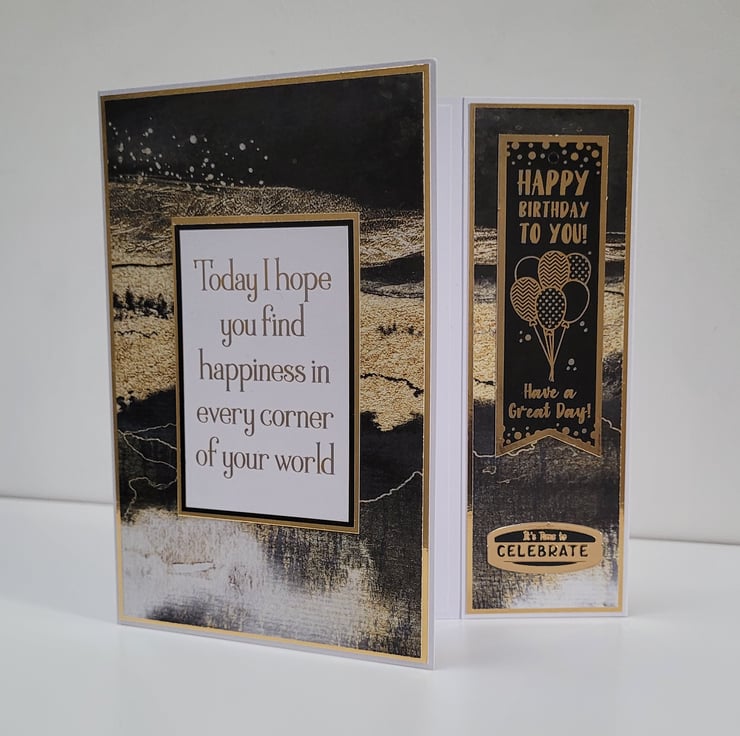 Today I hope
you find
happiness in
every corner
of your world
HAPPY
BIRTHDAY
TO YOU!
Have a
Great Day!
It's Time to
CELEBRATE